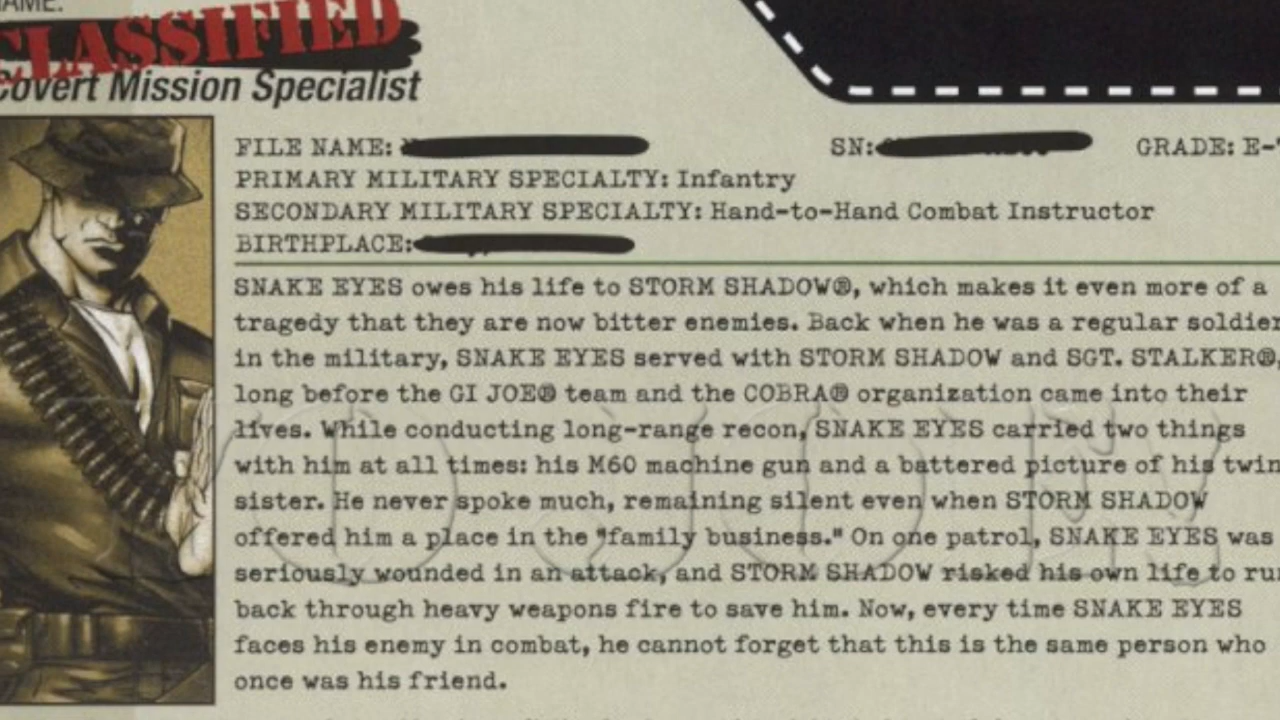 NAME:
CLASSIFIED
Covert Mission Specialist
FILE NAME:
SN:
GRADE: E-
PRIMARY MILITARY SPECIALTY: Infantry
SECONDARY MILITARY SPECIALTY: Hand-to-Hand Combat Instructor
BIRTHPLACE:
SNAKE EYES owes his life to STORM SHADOW®, which makes it even more of a
tragedy that they are now bitter enemies. Back when he was a regular soldier
in the military, SNAKE EYES served with STORM SHADOW and SGT. STALKER®,
long before the GI JOE® team and the COBRA® organization came into their
lives. While conducting long-range recon, SNAKE EYES carried two things
with him at all times: his M60 machine gun and a battered picture of his twin
sister. He never spoke much, remaining silent even when STORM SHADOW
offered him a place in the "family business." On one patrol, SNAKE EYES was
seriously wounded in an attack, and STORM SHADOW risked his own life to run
back through heavy weapons fire to save him. Now, every time SNAKE EYES
faces his enemy in combat, he cannot forget that this is the same person who
once was his friend.